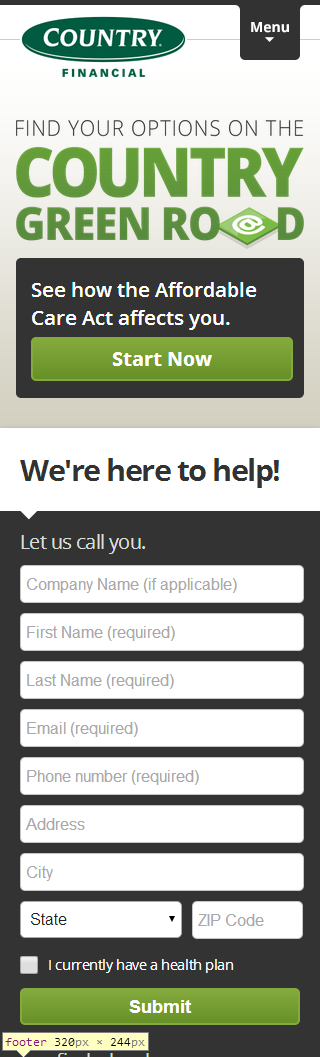 COUNTRY
FINANCIAL
Menu
FIND YOUR OPTIONS ON THE
COUNTRY
GREEN RO@D
See how the Affordable
Care Act affects you.
Start Now
We're here to help!
Let us call you.
Company Name (if applicable)
First Name (required)
Last Name (required)
Email (required)
Phone number (required)
Address
City
State
ZIP Code
I currently have a health plan
Submit
footer 320px × 244px